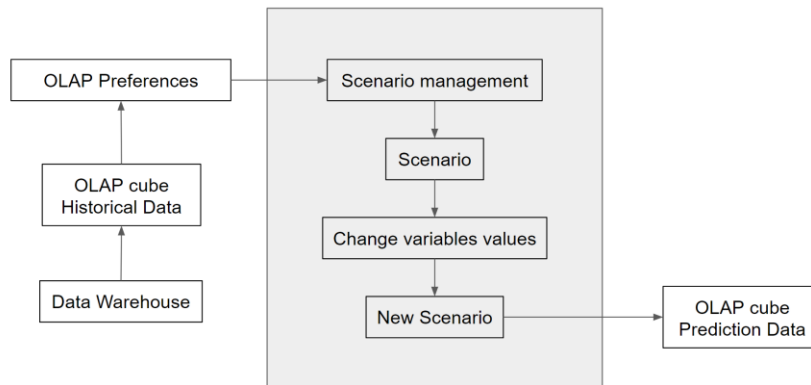 OLAP Preferences
Scenario management
Scenario
OLAP cube
Historical Data
Change variables values
Data Warehouse
New Scenario
OLAP cube
Prediction Data